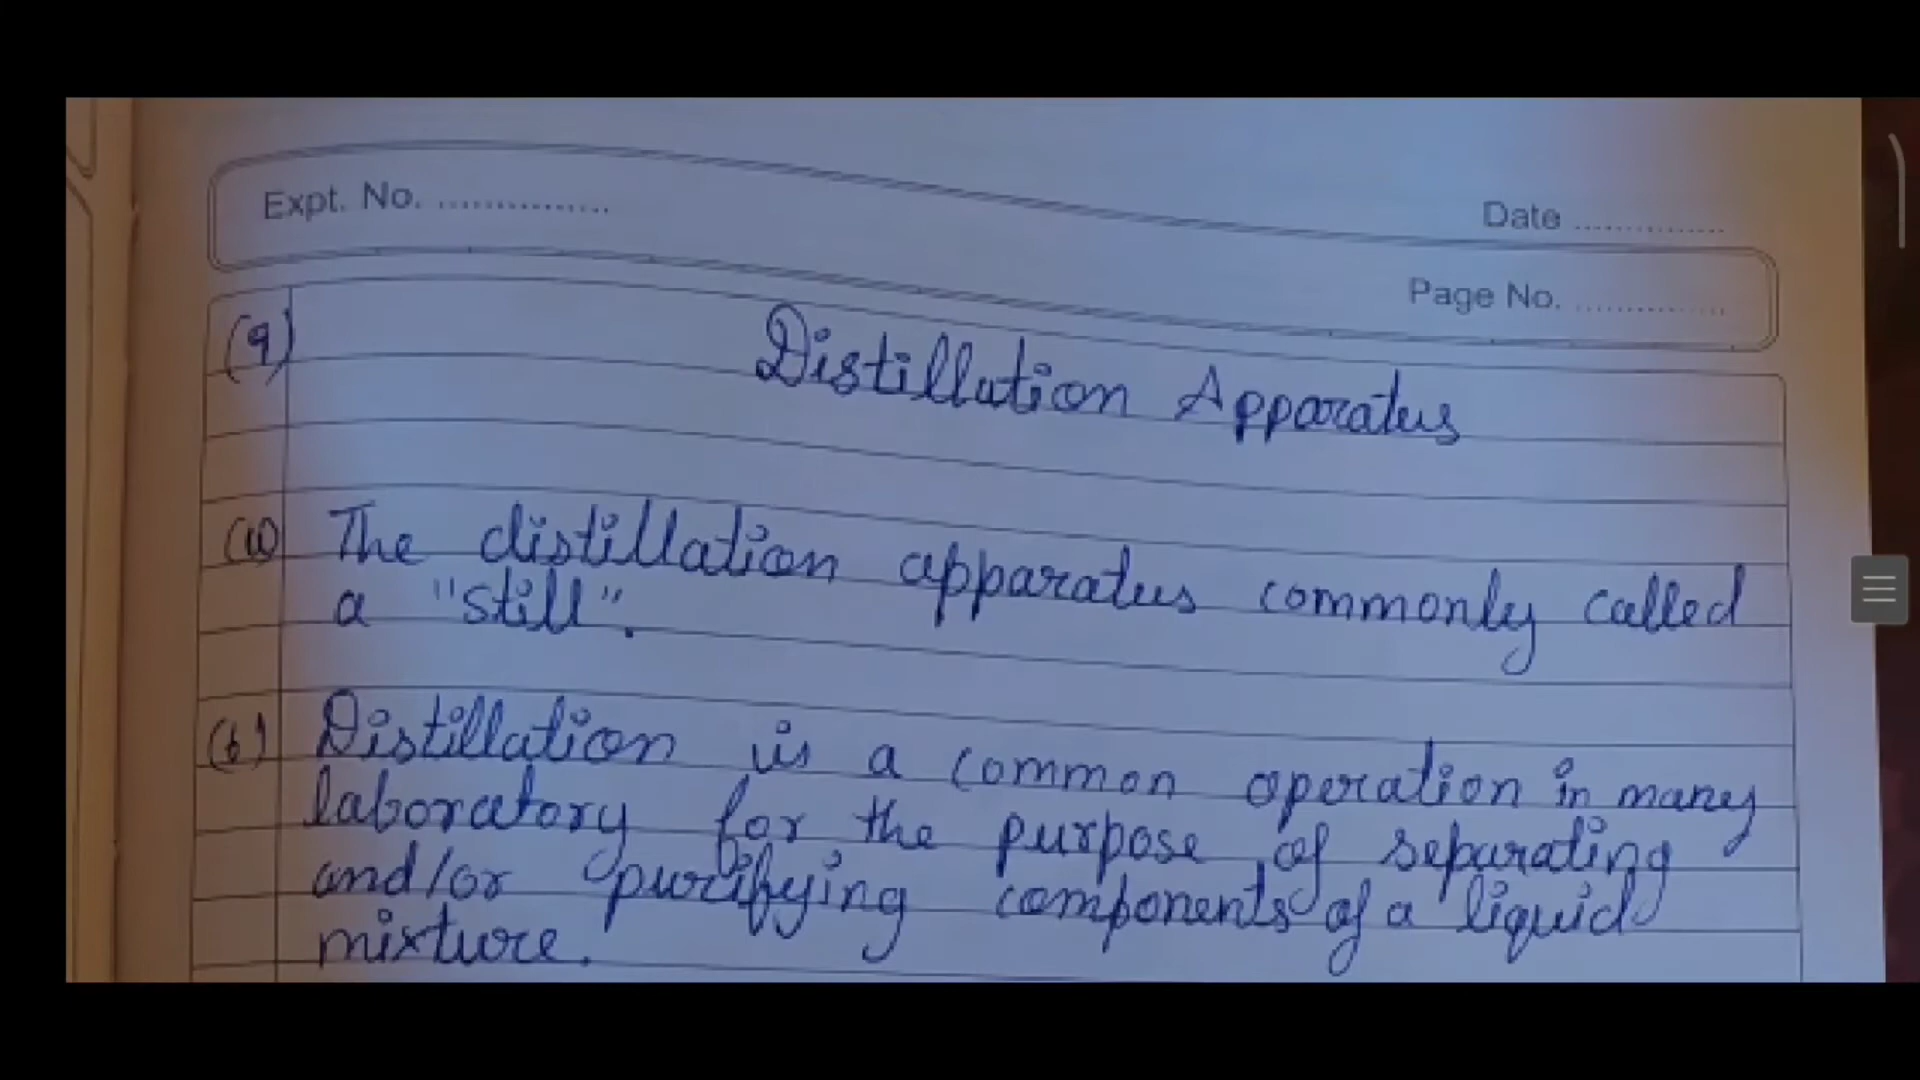 Expt. No. ................
Date ................
Page No. ................
(9) Distillation Apparatus
(a) The distillation apparatus commonly called
a "still".
(b) Distillation is a common operation in many
laboratory for the purpose of separating
and/or purifying components of a liquid
mixture.